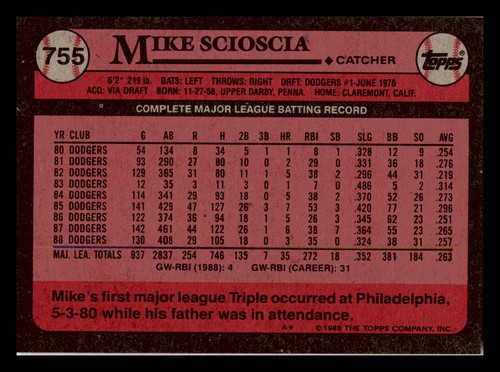 755
MIKE SCIOSCIA
CATCHER
topps
6'2" 219 lb. BATS: LEFT THROWS: RIGHT DRFT: DODGERS #1-JUNE 1976
ACQ: VIA DRAFT BORN: 11-27-58, UPPER DARBY, PENNA. HOME: CLAREMONT, CALIF.
COMPLETE MAJOR LEAGUE BATTING RECORD
YR CLUB G AB R H 2B 3B HR RBI SB SLG BB SO AVG
80 DODGERS 54 134 8 34 5 1 1 8 1 .328 12 9 .254
81 DODGERS 93 290 27 80 10 0 2 29 0 .331 36 18 .276
82 DODGERS 129 365 31 80 11 1 5 38 2 .296 44 31 .219
83 DODGERS 12 35 3 11 3 0 1 7 0 .486 5 2 .314
84 DODGERS 114 341 29 93 18 0 5 38 2 .370 52 26 .273
85 DODGERS 141 429 47 127 26 3 7 53 3 .420 77 21 .296
86 DODGERS 122 374 36 94 18 1 5 26 3 .345 62 23 .251
87 DODGERS 142 461 44 122 26 1 6 38 7 .364 55 23 .265
88 DODGERS 130 408 29 105 18 0 3 35 0 .324 38 31 .257
MAJ. LEA. TOTALS 937 2837 254 746 135 7 35 272 18 .352 381 184 .263
GW-RBI (1988): 4 GW-RBI (CAREER): 31
Mike's first major league Triple occurred at Philadelphia,
5-3-80 while his father was in attendance.
© 1989 THE TOPPS COMPANY, INC.